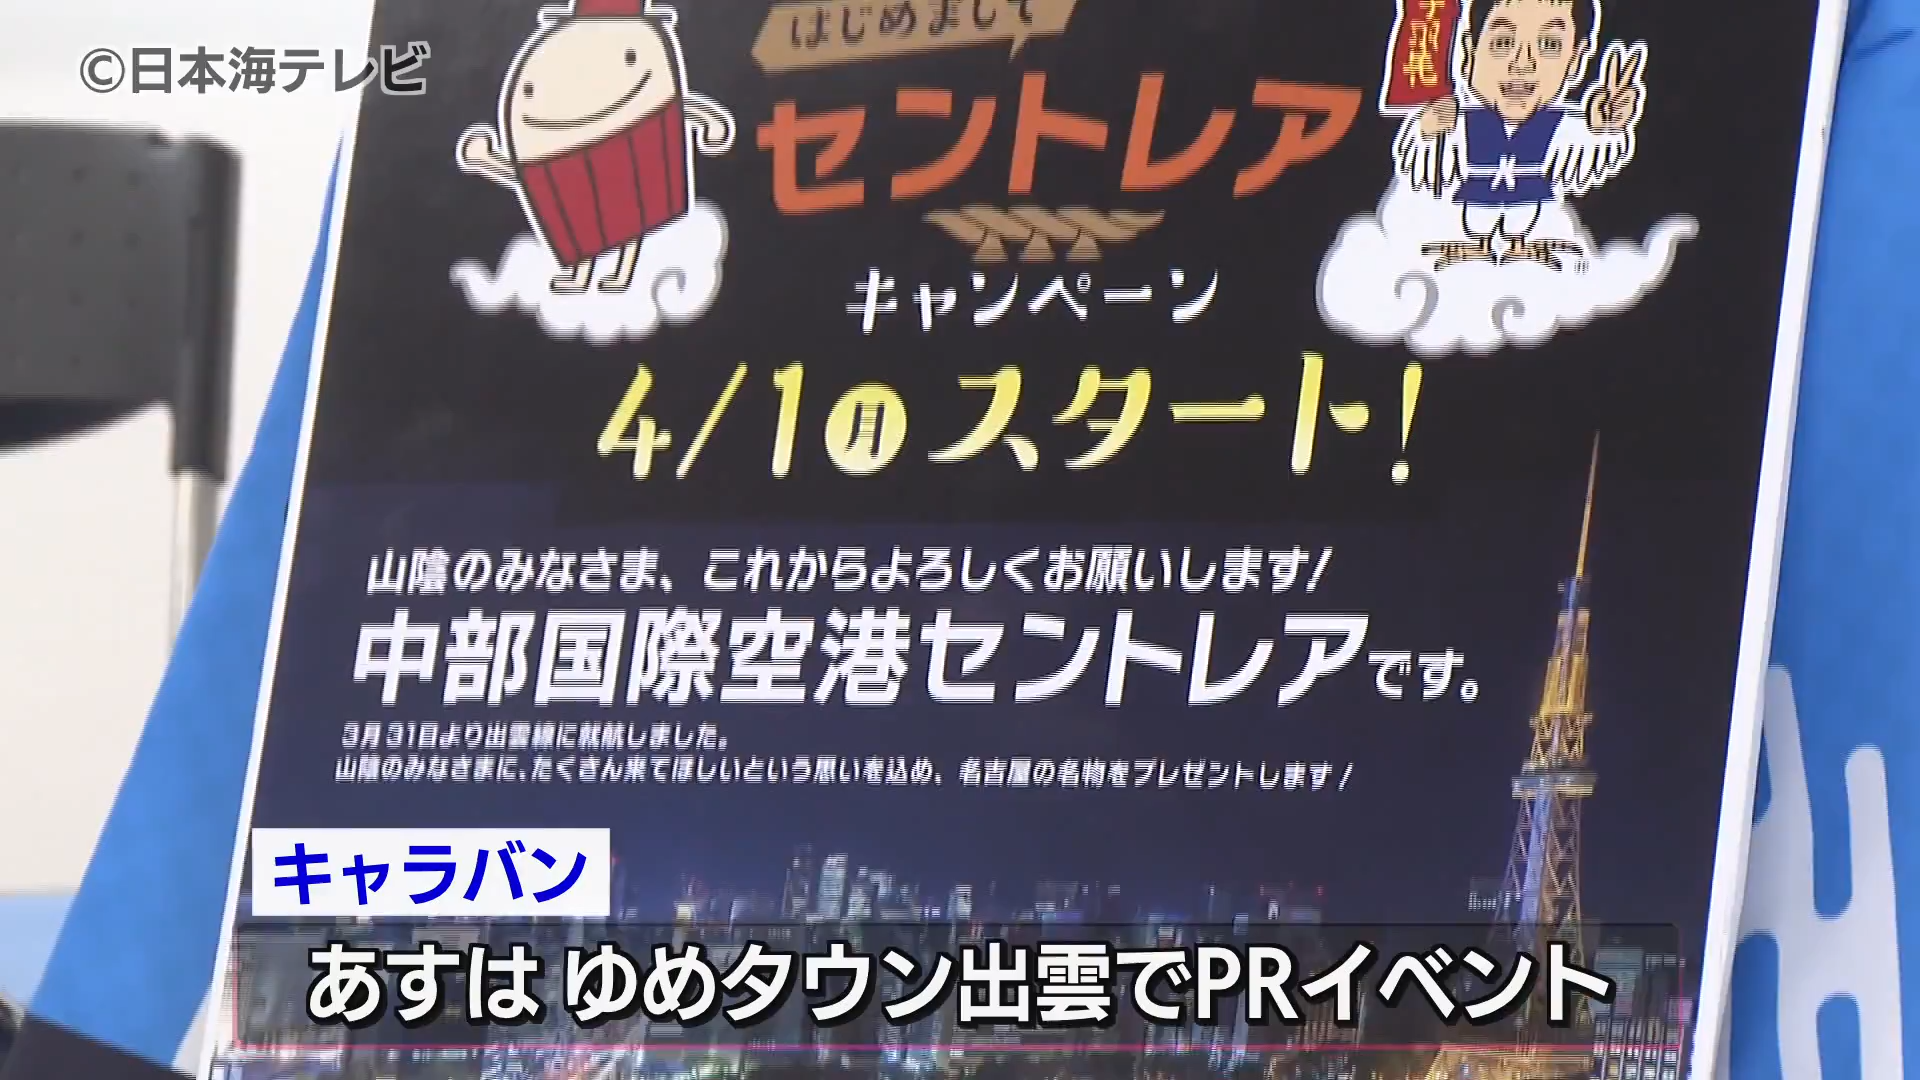 ©日本海テレビ
はじめまして
セントレア
キャンペーン
4/1㊊スタート!
山陰のみなさま、これからよろしくお願いします!
中部国際空港セントレアです。
3月31日より出雲線に就航しました。
山陰のみなさまに、たくさん来てほしいという思いを込め、名古屋の名物をプレゼントします!
キャラバン
あすは ゆめタウン出雲でPRイベント